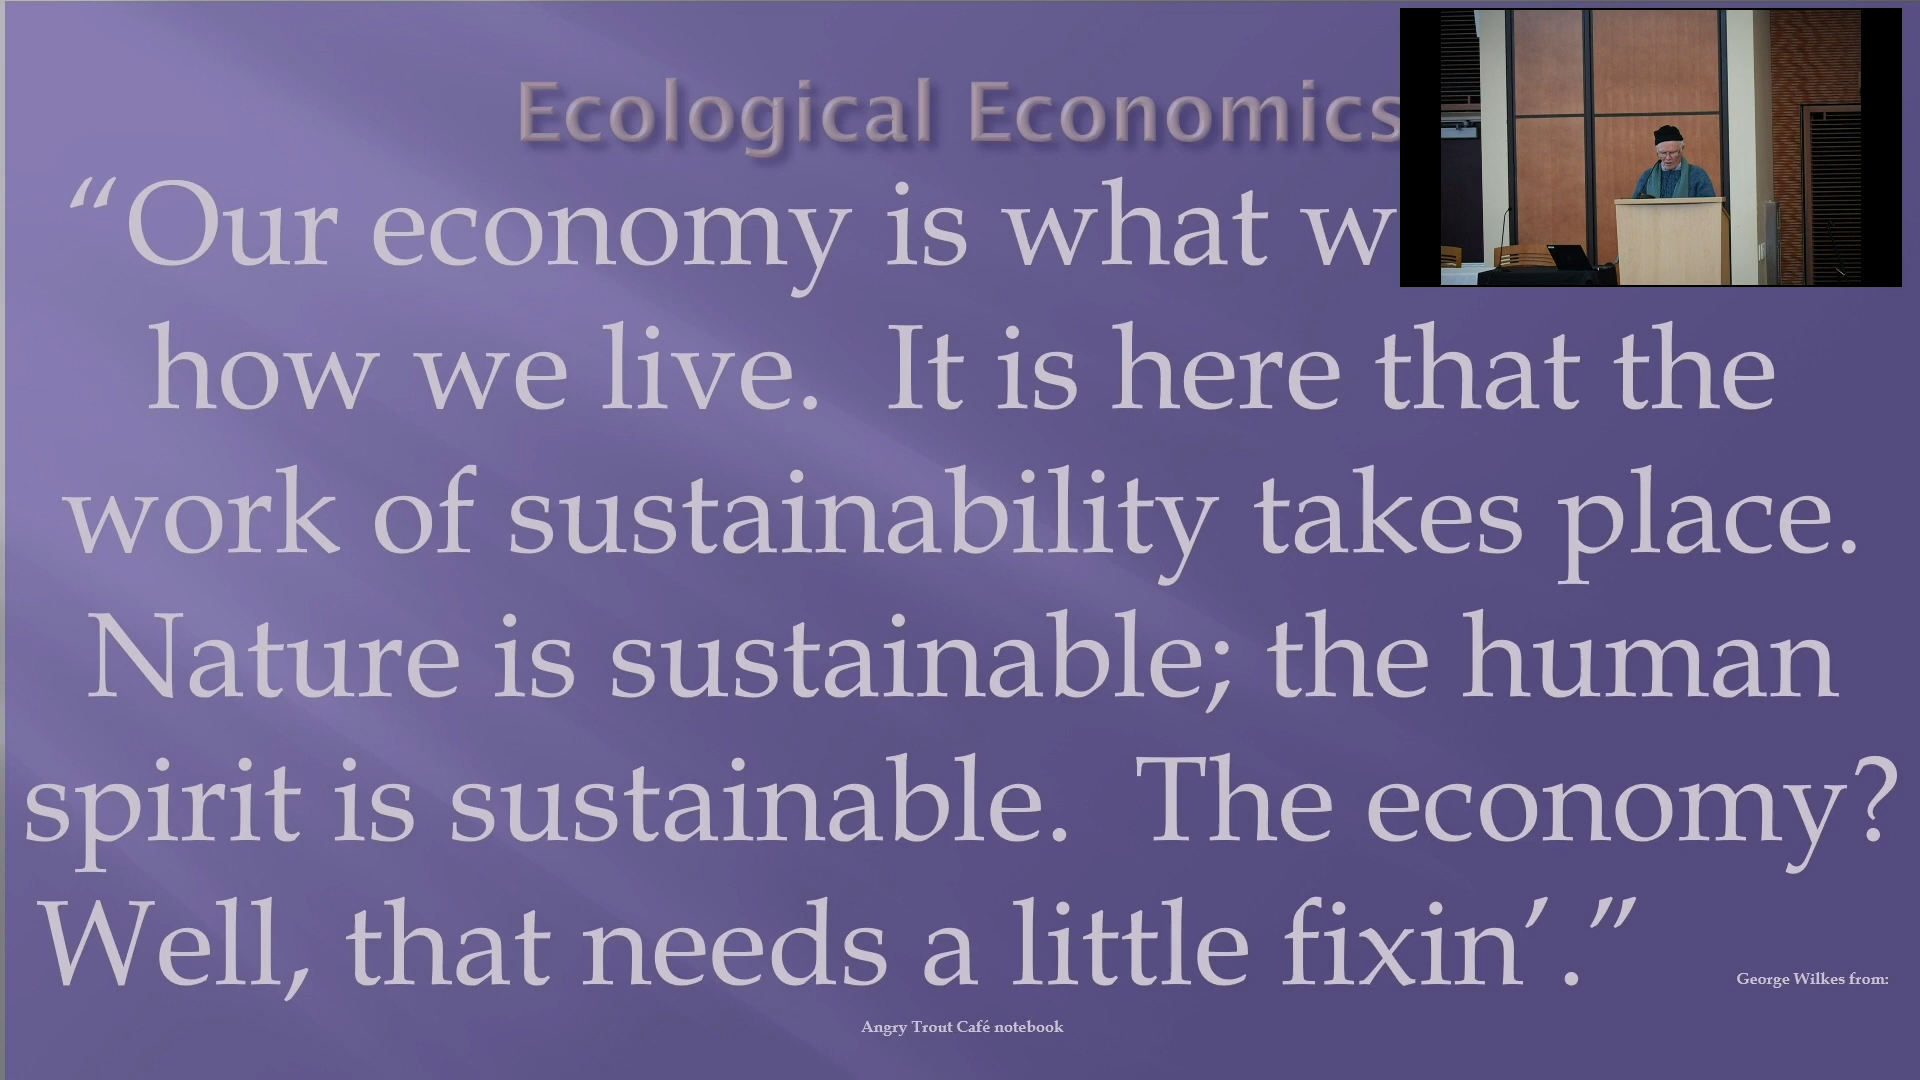 Ecological Economics
“Our economy is what w
how we live. It is here that the
work of sustainability takes place.
Nature is sustainable; the human
spirit is sustainable. The economy?
Well, that needs a little fixin’.” George Wilkes from:
Angry Trout Café notebook